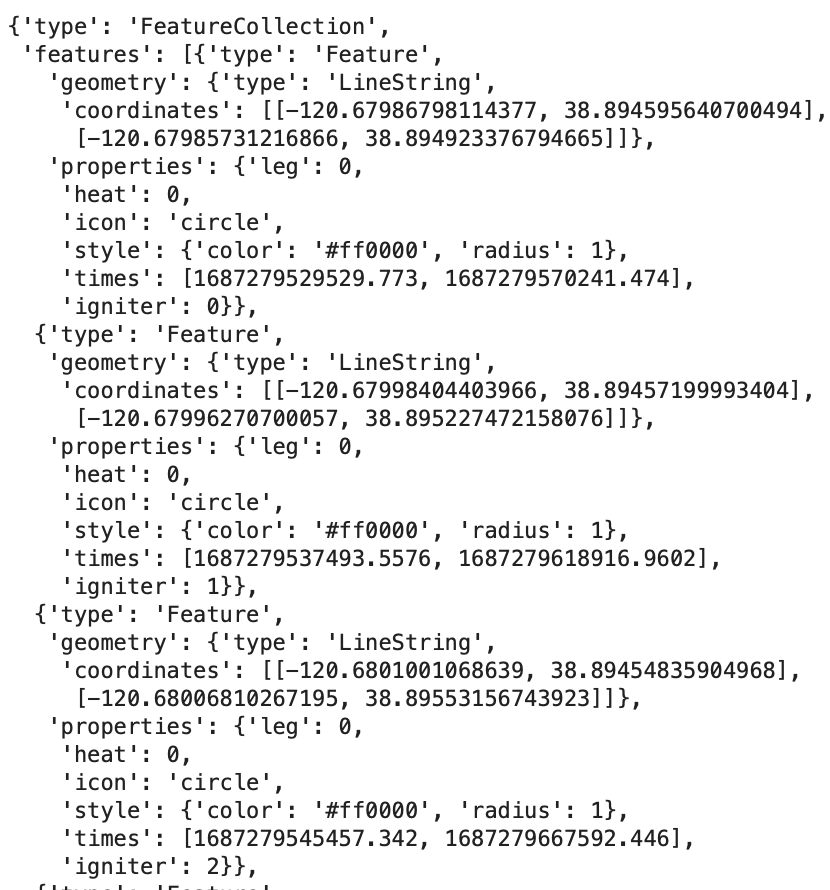 {'type': 'FeatureCollection',
'features': [{'type': 'Feature',
'geometry': {'type': 'LineString',
'coordinates': [[-120.67986798114377, 38.894595640700494],
[-120.67985731216866, 38.894923376794665]]},
'properties': {'leg': 0,
'heat': 0,
'icon': 'circle',
'style': {'color': '#ff0000', 'radius': 1},
'times': [1687279529529.773, 1687279570241.474],
'igniter': 0}},
{'type': 'Feature',
'geometry': {'type': 'LineString',
'coordinates': [[-120.67998404403966, 38.89457199993404],
[-120.67996270700057, 38.895227472158076]]},
'properties': {'leg': 0,
'heat': 0,
'icon': 'circle',
'style': {'color': '#ff0000', 'radius': 1},
'times': [1687279537493.5576, 1687279618916.9602],
'igniter': 1}},
{'type': 'Feature',
'geometry': {'type': 'LineString',
'coordinates': [[-120.6801001068639, 38.89454835904968],
[-120.68006810267195, 38.89553156743923]]},
'properties': {'leg': 0,
'heat': 0,
'icon': 'circle',
'style': {'color': '#ff0000', 'radius': 1},
'times': [1687279545457.342, 1687279667592.446],
'igniter': 2}},